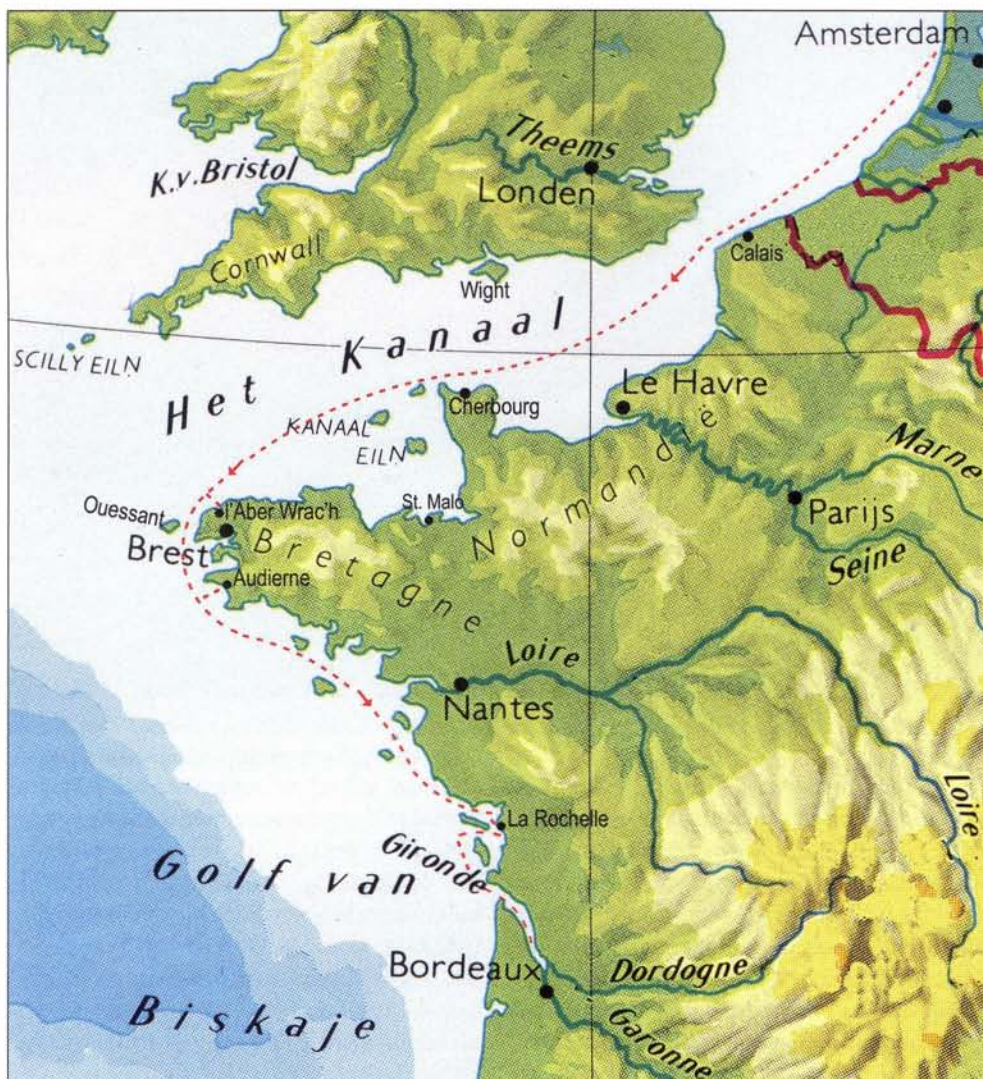 Amsterdam
Theems
K.v.Bristol
Londen
Cornwall
Calais
Wight
Het Kanaal
SCILLY EILN
Le Havre
Cherbourg
KANAAL
EILN
Normandië
Marne
Ouessant
l'Aber Wrac'h
St. Malo
Parijs
Brest
Bretagne
Seine
Audierne
Loire
Nantes
Loire
La Rochelle
Gironde
Golf van
Biskaje
Bordeaux
Dordogne
Garonne